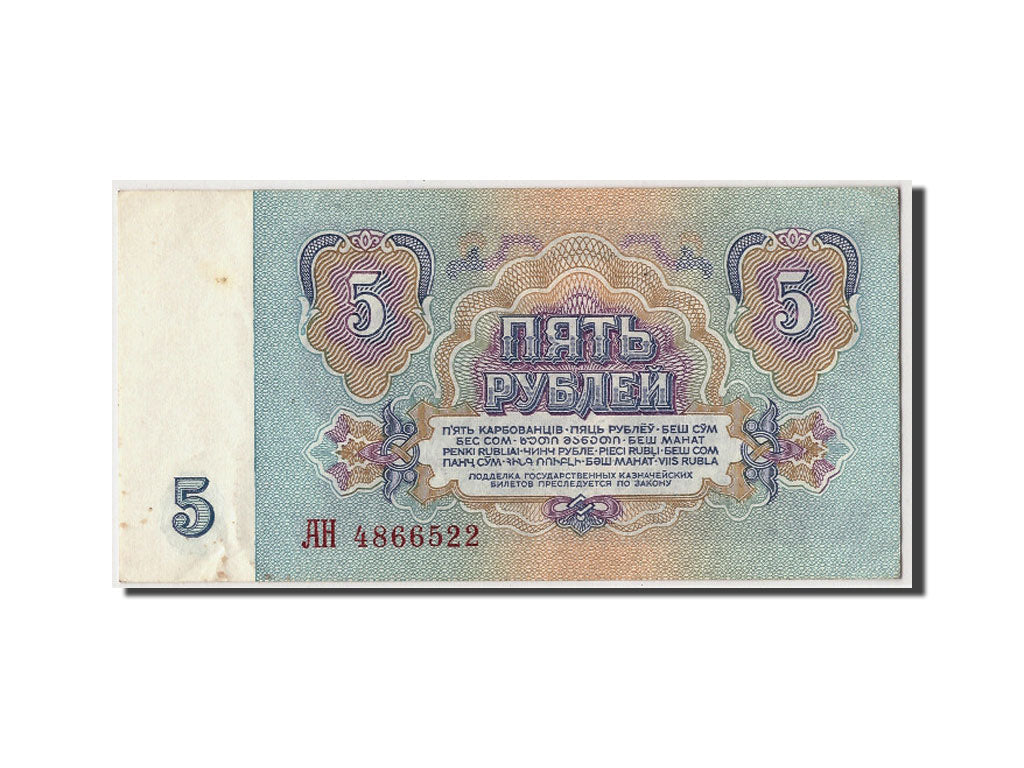 5 5
ПЯТЬ
РУБЛЕЙ
П'ЯТЬ КАРБОВАНЦІВ · ПЯЦЬ РУБЛЁЎ · БЕШ СЎМ
БЕС СОМ · ᲮᲣᲗᲘ ᲛᲐᲜᲔᲗᲘ · БЕШ МАНАТ
PENKI RUBLIAI · ЧИНЧ РУБЛЕ · PIECI RUBĻI · БЕШ СОМ
ПАНҶ СӮМ · ՀԻՆԳ ՌՈՒԲԼԻ · БƏШ МАНАТ · VIIS RUBLA
ПОДДЕЛКА ГОСУДАРСТВЕННЫХ КАЗНАЧЕЙСКИХ
БИЛЕТОВ ПРЕСЛЕДУЕТСЯ ПО ЗАКОНУ
5
АН 4866522